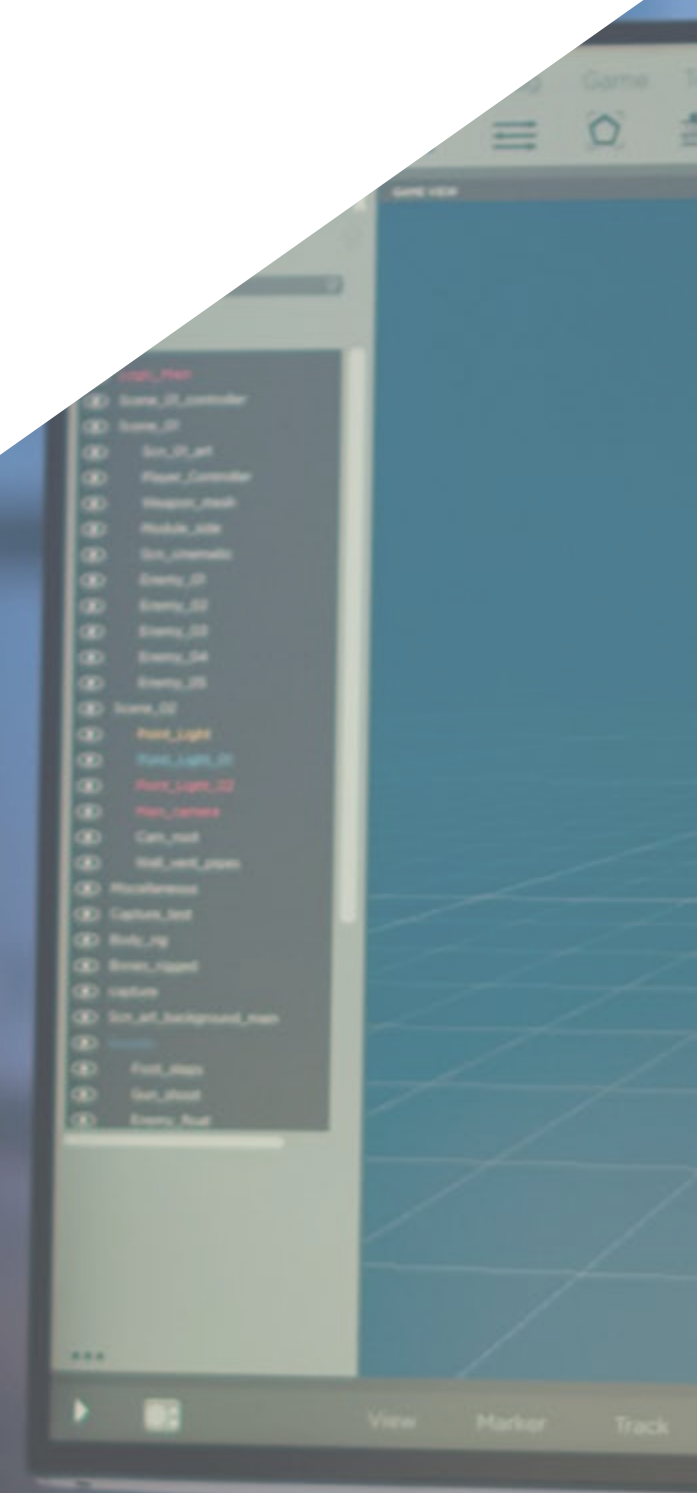 Game
GAME VIEW
Scene_01_controller
Scene_01
Scn_01_art
Player_Controller
Weapon_mesh
Module_side
Scn_cinematic
Enemy_01
Enemy_02
Enemy_03
Enemy_04
Enemy_05
Scene_02
Point_Light
Point_Light_01
Point_Light_02
Main_camera
Cam_root
Wall_vent_pipes
Miscellaneous
Capture_test
Body_rig
Bones_rigged
capture
Scn_art_background_main
Foot_steps
Gun_shoot
Enemy_float
View Marker Track